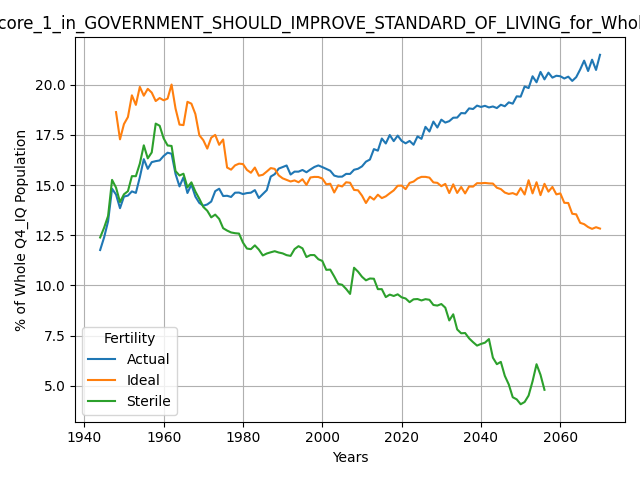 core_1_in_GOVERNMENT_SHOULD_IMPROVE_STANDARD_OF_LIVING_for_Whol
% of Whole Q4_IQ Population
20.0
17.5
15.0
12.5
10.0
7.5
5.0
Fertility
Actual
Ideal
Sterile
1940
1960
1980
2000
2020
2040
2060
Years